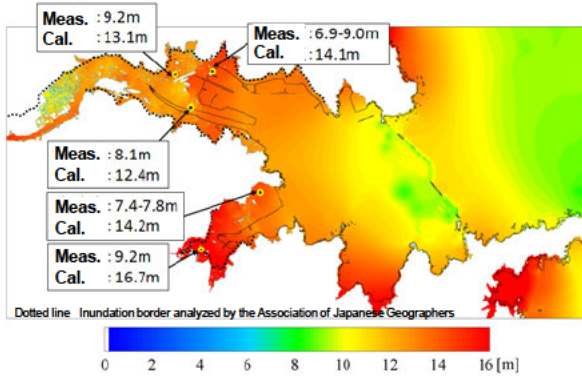 Meas. : 9.2m
Cal. : 13.1m
Meas. : 6.9-9.0m
Cal. : 14.1m
Meas. : 8.1m
Cal. : 12.4m
Meas. : 7.4-7.8m
Cal. : 14.2m
Meas. : 9.2m
Cal. : 16.7m
Dotted line Inundation border analyzed by the Association of Japanese Geographers
0 2 4 6 8 10 12 14 16 [m]